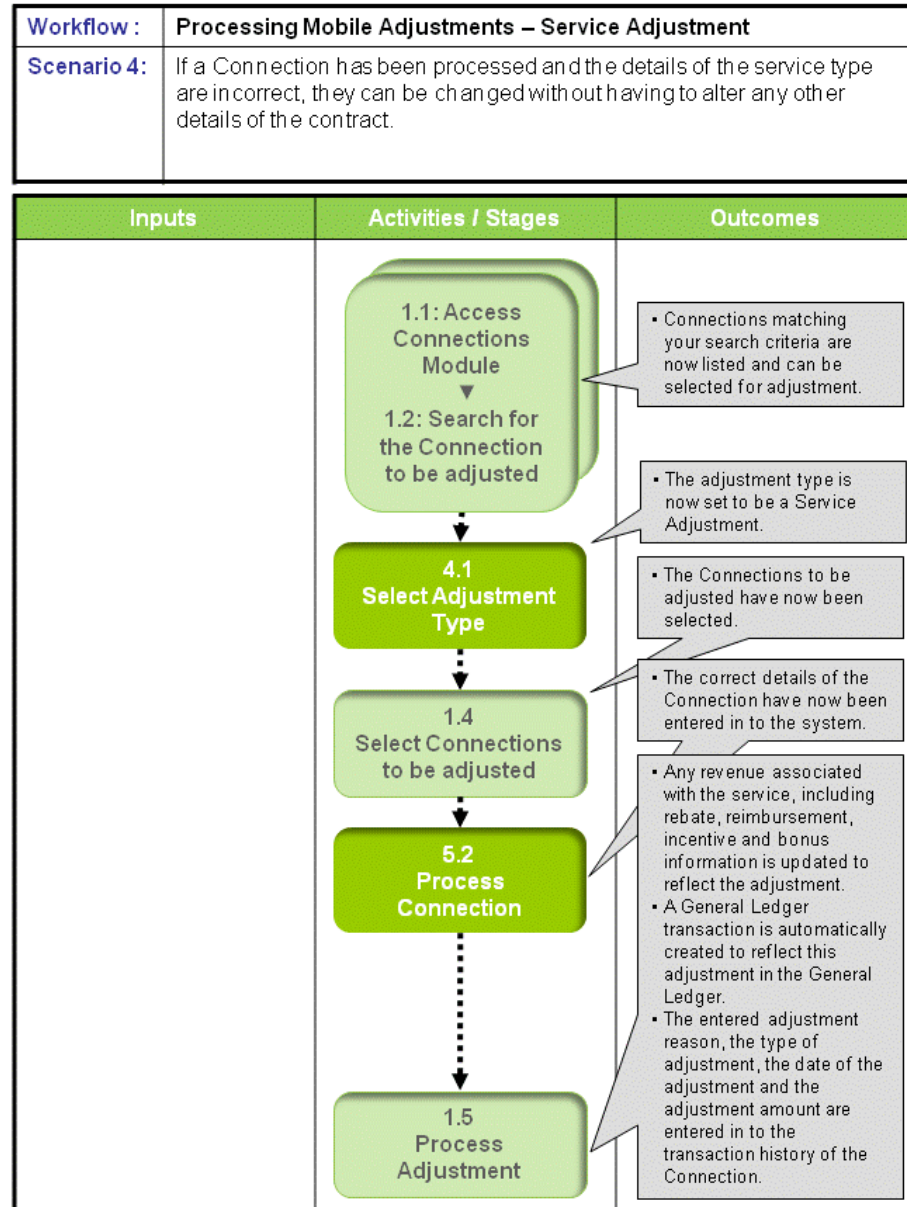 Workflow :
Processing Mobile Adjustments – Service Adjustment
Scenario 4:
If a Connection has been processed and the details of the service type
are incorrect, they can be changed without having to alter any other
details of the contract.
Inputs
Activities / Stages
Outcomes
1.1: Access
Connections
Module
▼
1.2: Search for
the Connection
to be adjusted
▪ Connections matching
your search criteria are
now listed and can be
selected for adjustment.
▪ The adjustment type is
now set to be a Service
Adjustment.
4.1
Select Adjustment
Type
▪ The Connections to be
adjusted have now been
selected.
1.4
Select Connections
to be adjusted
▪ The correct details of the
Connection have now been
entered in to the system.
5.2
Process
Connection
▪ Any revenue associated
with the service, including
rebate, reimbursement,
incentive and bonus
information is updated to
reflect the adjustment.
▪ A General Ledger
transaction is automatically
created to reflect this
adjustment in the General
Ledger.
▪ The entered adjustment
reason, the type of
adjustment, the date of the
adjustment and the
adjustment amount are
entered in to the
transaction history of the
Connection.
1.5
Process
Adjustment